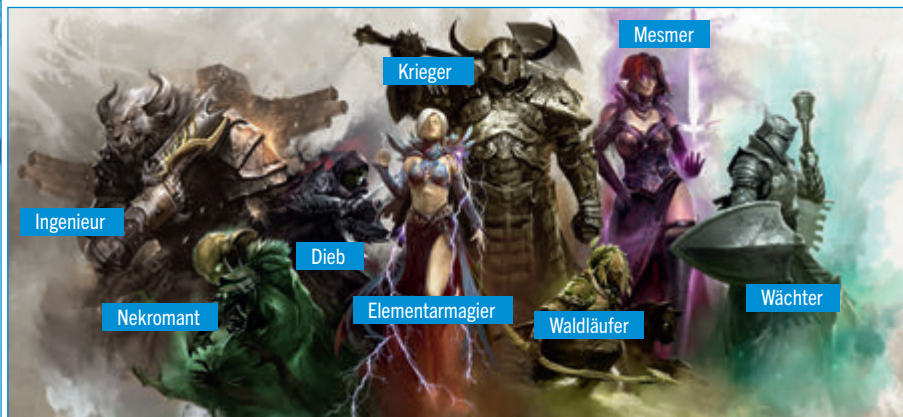 Mesmer
Krieger
Ingenieur
Dieb
Nekromant
Elementarmagier
Waldläufer
Wächter